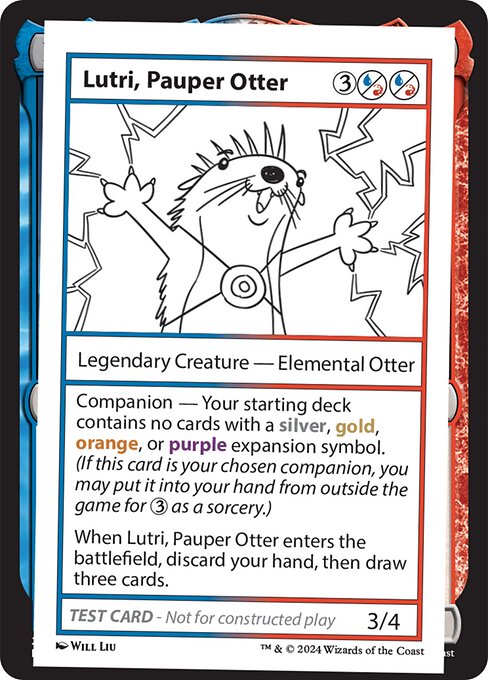 Lutri, Pauper Otter 3
Legendary Creature — Elemental Otter
Companion — Your starting deck
contains no cards with a silver, gold,
orange, or purple expansion symbol.
(If this card is your chosen companion, you
may put it into your hand from outside the
game for 3 as a sorcery.)
When Lutri, Pauper Otter enters the
battlefield, discard your hand, then draw
three cards.
TEST CARD - Not for constructed play 3/4
WILL LIU ™ & © 2024 Wizards of the Coast
ast